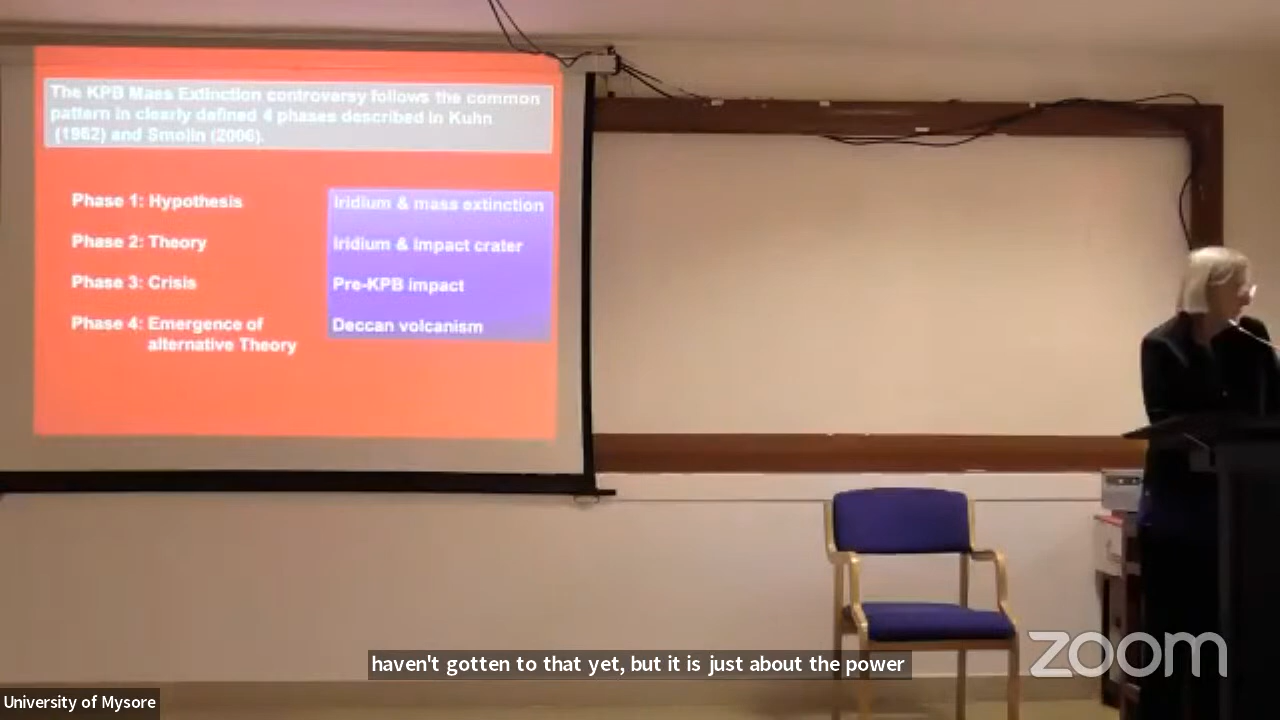 The KPB Mass Extinction controversy follows the common
pattern in clearly defined 4 phases described in Kuhn
(1962) and Smolin (2006).
Phase 1: Hypothesis
Iridium & mass extinction
Phase 2: Theory
Iridium & impact crater
Phase 3: Crisis
Pre-KPB impact
Phase 4: Emergence of
alternative Theory
Deccan volcanism
haven't gotten to that yet, but it is just about the power
zoom
University of Mysore